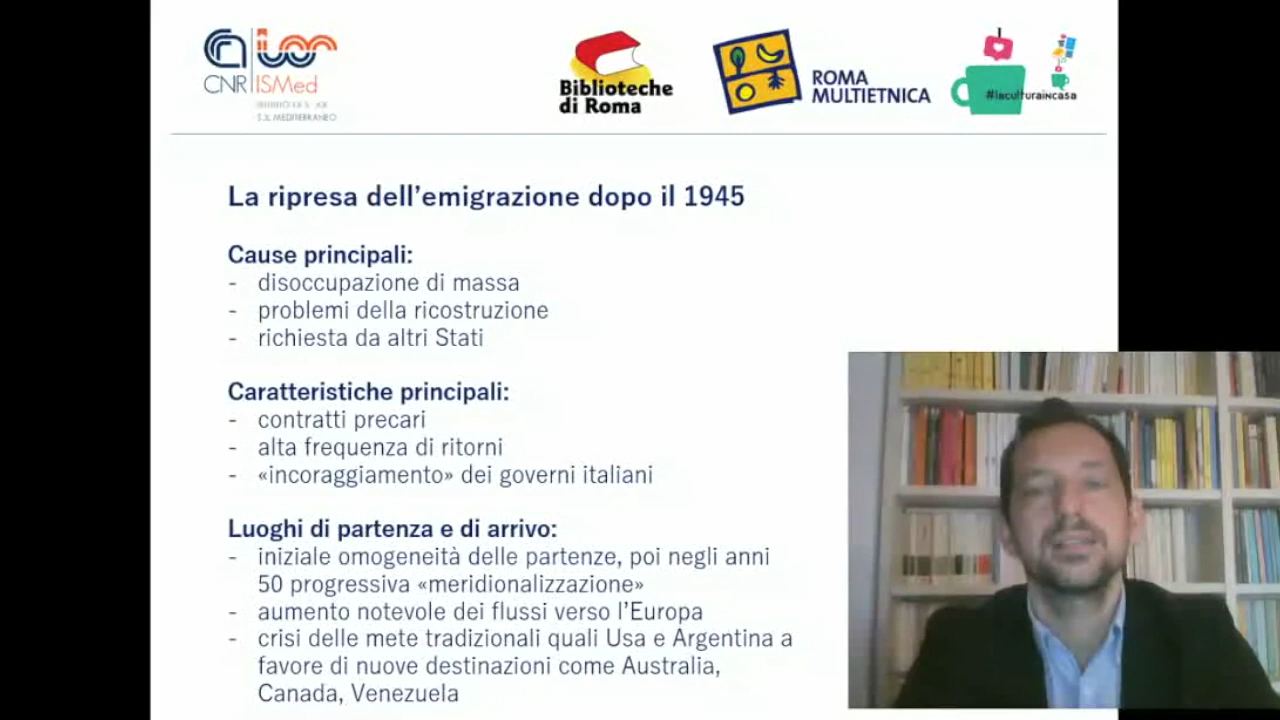 CNR ISMed
SUL MEDITERRANEO
Biblioteche
di Roma
ROMA
MULTIETNICA
#laculturaincasa
La ripresa dell'emigrazione dopo il 1945
Cause principali:
- disoccupazione di massa
- problemi della ricostruzione
- richiesta da altri Stati
Caratteristiche principali:
- contratti precari
- alta frequenza di ritorni
- «incoraggiamento» dei governi italiani
Luoghi di partenza e di arrivo:
- iniziale omogeneità delle partenze, poi negli anni
50 progressiva «meridionalizzazione»
- aumento notevole dei flussi verso l'Europa
- crisi delle mete tradizionali quali Usa e Argentina a
favore di nuove destinazioni come Australia,
Canada, Venezuela